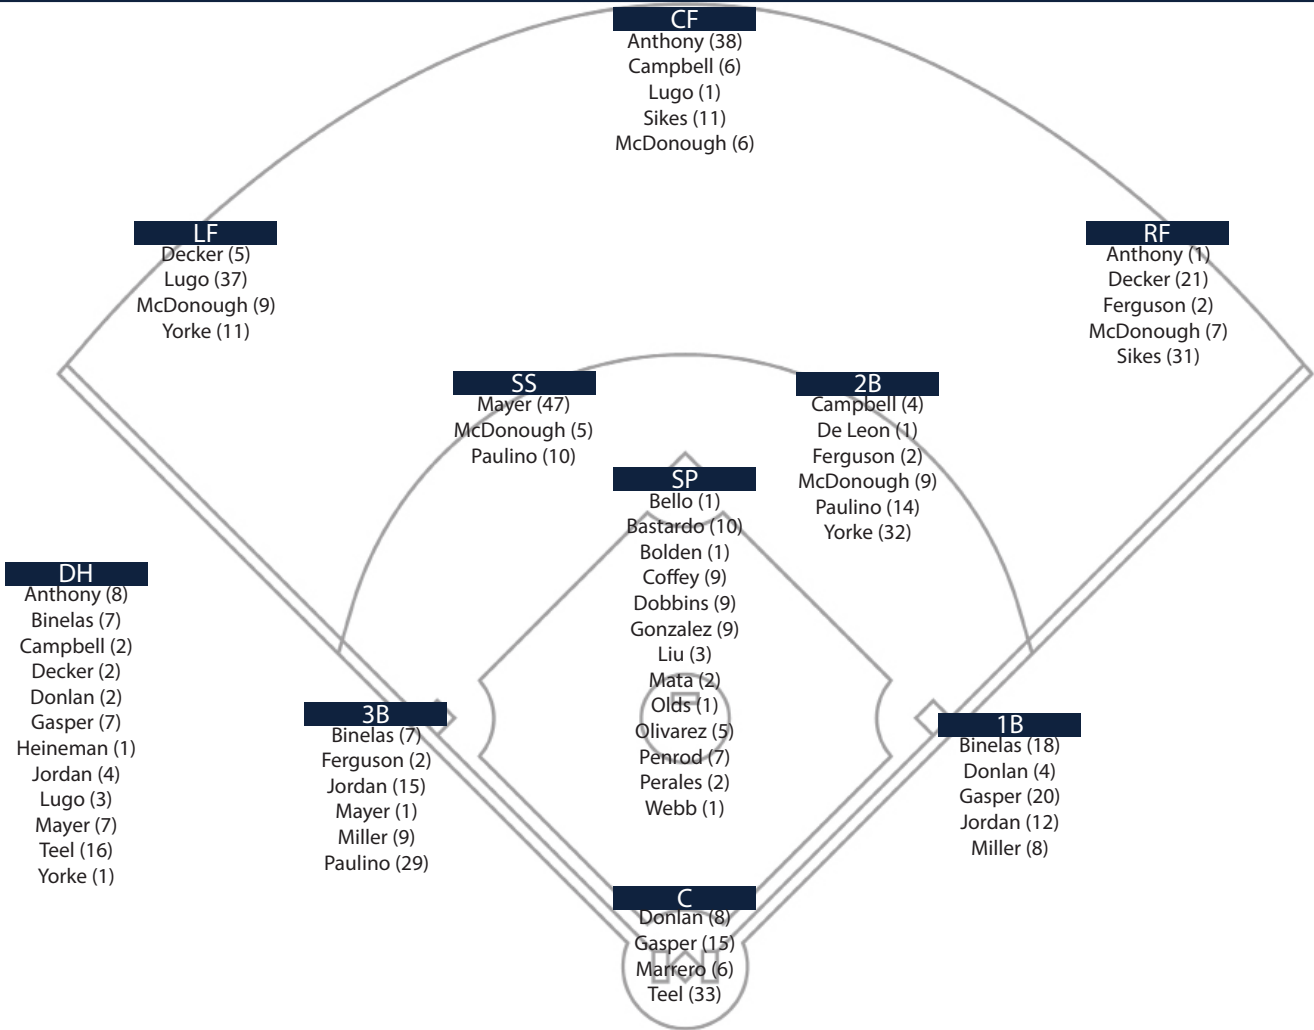 CF
Anthony (38)
Campbell (6)
Lugo (1)
Sikes (11)
McDonough (6)
LF
Decker (5)
Lugo (37)
McDonough (9)
Yorke (11)
RF
Anthony (1)
Decker (21)
Ferguson (2)
McDonough (7)
Sikes (31)
SS
Mayer (47)
McDonough (5)
Paulino (10)
2B
Campbell (4)
De Leon (1)
Ferguson (2)
McDonough (9)
Paulino (14)
Yorke (32)
SP
Bello (1)
Bastardo (10)
Bolden (1)
Coffey (9)
Dobbins (9)
Gonzalez (9)
Liu (3)
Mata (2)
Olds (1)
Olivarez (5)
Penrod (7)
Perales (2)
Webb (1)
DH
Anthony (8)
Binelas (7)
Campbell (2)
Decker (2)
Donlan (2)
Gasper (7)
Heineman (1)
Jordan (4)
Lugo (3)
Mayer (7)
Teel (16)
Yorke (1)
3B
Binelas (7)
Ferguson (2)
Jordan (15)
Mayer (1)
Miller (9)
Paulino (29)
1B
Binelas (18)
Donlan (4)
Gasper (20)
Jordan (12)
Miller (8)
C
Donlan (8)
Gasper (15)
Marrero (6)
Teel (33)